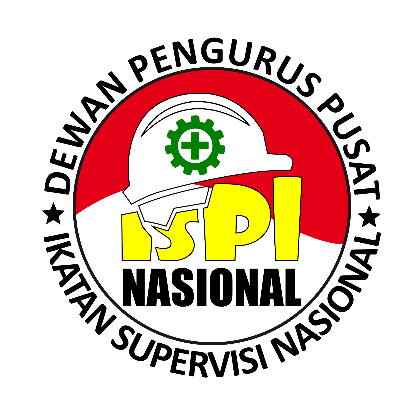 DEWAN PENGURUS PUSAT
ISPI
NASIONAL
IKATAN SUPERVISI NASIONAL